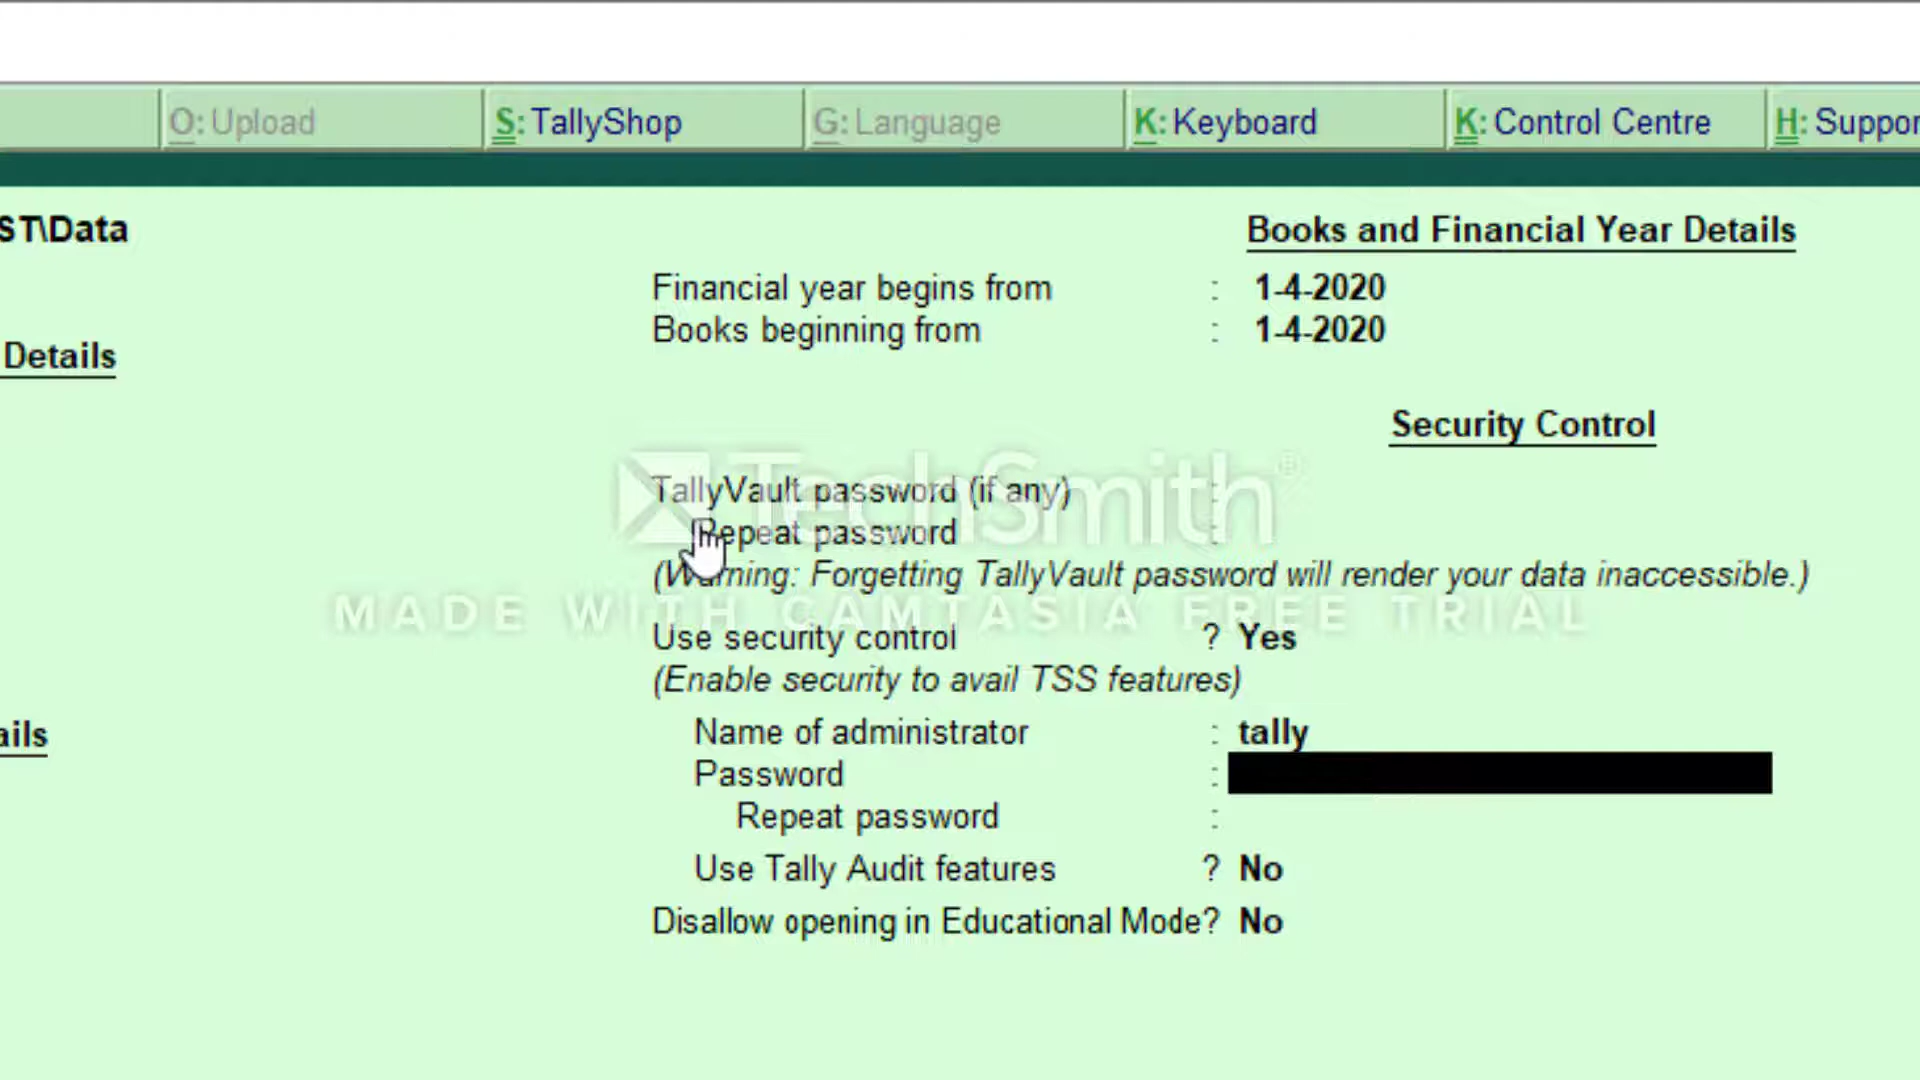 O: Upload S: TallyShop G: Language K: Keyboard K: Control Centre H: Suppor
ST\Data
Books and Financial Year Details
Financial year begins from : 1-4-2020
Books beginning from : 1-4-2020
Details
Security Control
TechSmith®
TallyVault password (if any) :
Repeat password :
(Warning: Forgetting TallyVault password will render your data inaccessible.)
MADE WITH CAMTASIA FREE TRIAL
Use security control ? Yes
(Enable security to avail TSS features)
Name of administrator : tally
ails
Password :
Repeat password :
Use Tally Audit features ? No
Disallow opening in Educational Mode? No